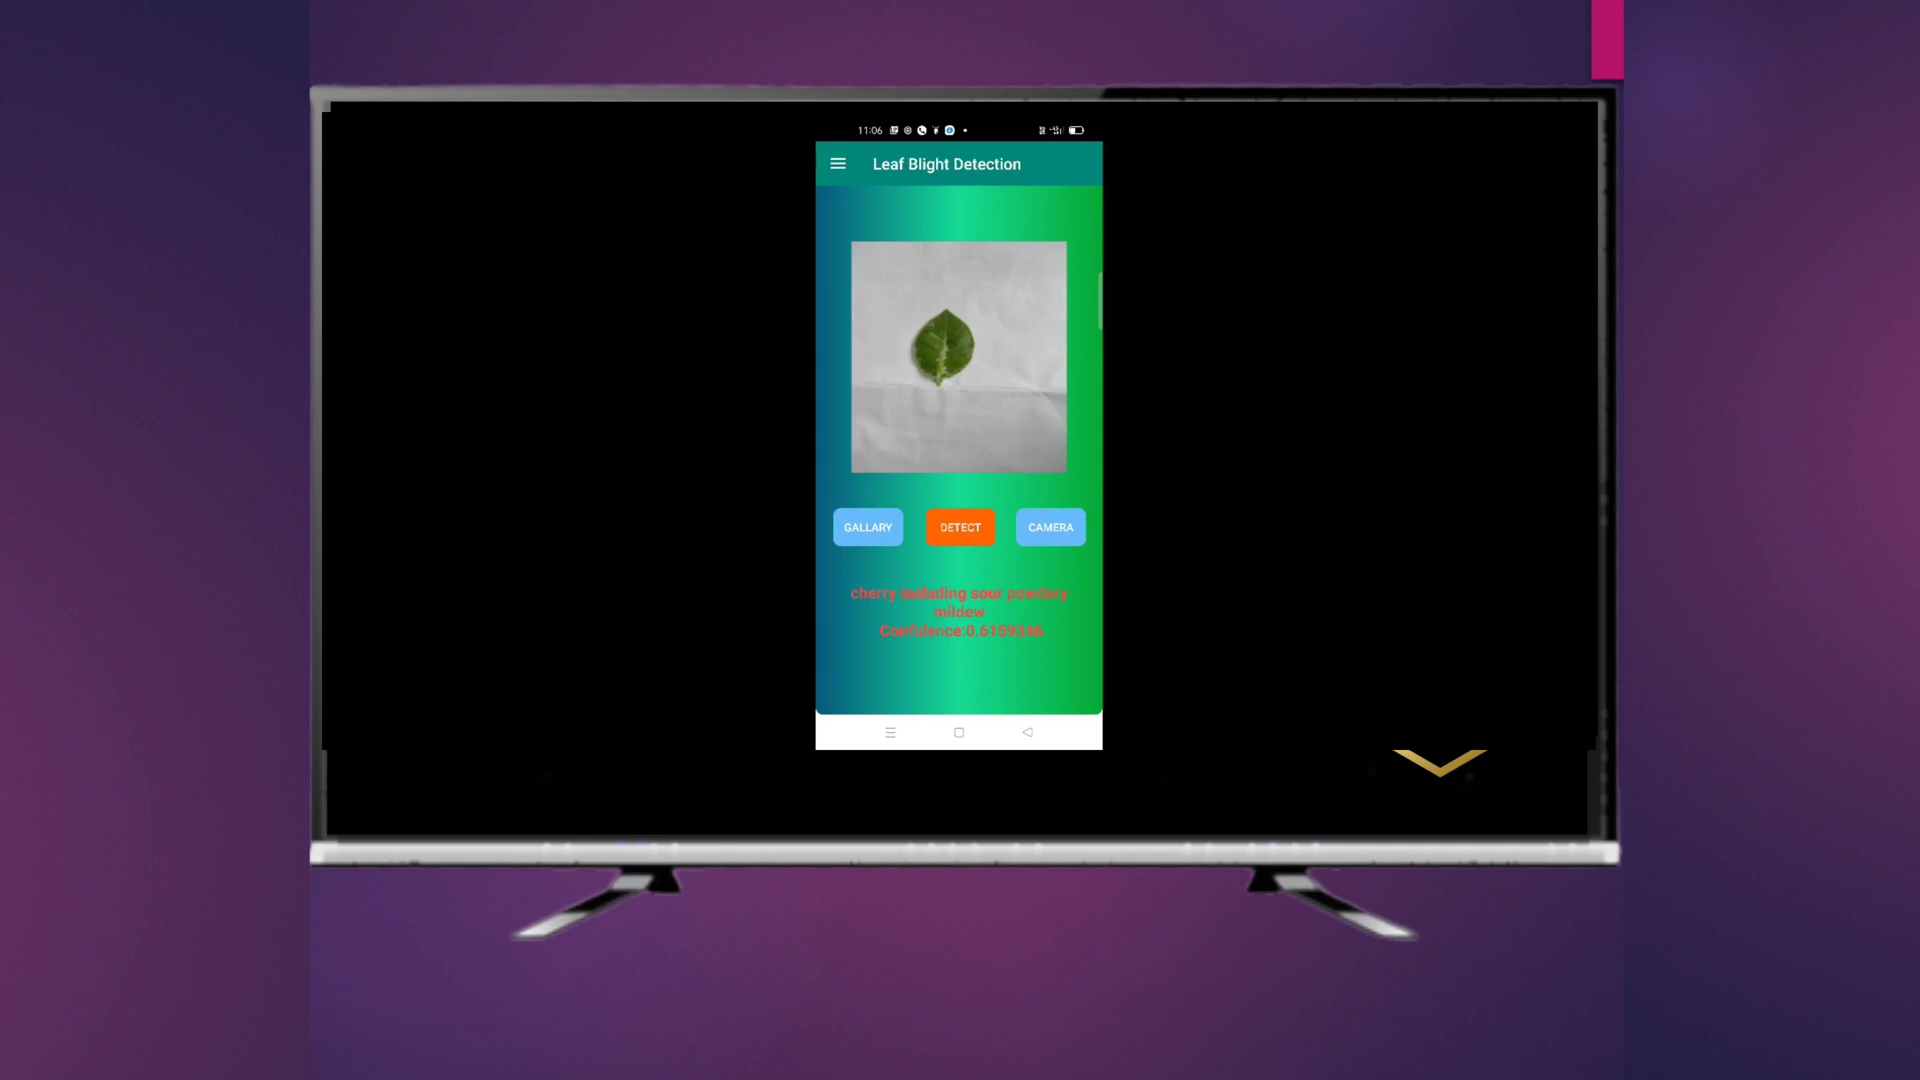 11:06
Leaf Blight Detection
GALLARY
DETECT
CAMERA
cherry including sour powdery
mildew
Confidence:0.6159346